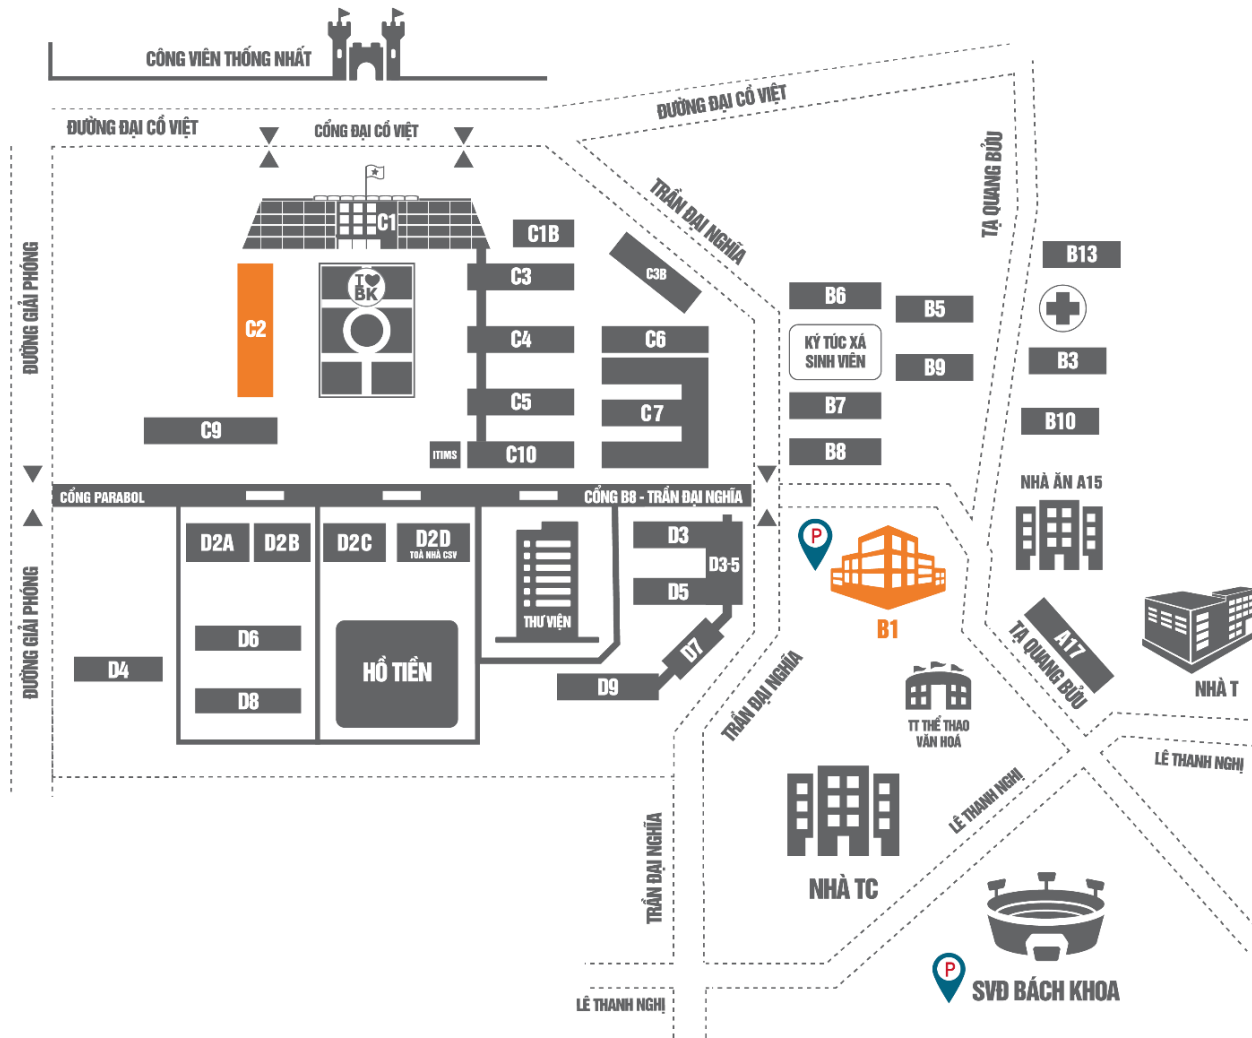 CÔNG VIÊN THỐNG NHẤT
ĐƯỜNG ĐẠI CỒ VIỆT
ĐƯỜNG ĐẠI CỒ VIỆT
CỔNG ĐẠI CỒ VIỆT
TRẦN ĐẠI NGHĨA
TẠ QUANG BỬU
ĐƯỜNG GIẢI PHÓNG
C1
C1B
C3
C3B
I ♥
BK
C2
C4
C5
C6
C7
C9
C10
ITIMS
B13
B6
B5
KÝ TÚC XÁ
SINH VIÊN
B9
B3
B7
B10
B8
CỔNG PARABOL
CỔNG B8 - TRẦN ĐẠI NGHĨA
NHÀ ĂN A15
D2A
D2B
D2C
D2D
TOÀ NHÀ CSV
D3
D3-5
D5
P
B1
THƯ VIỆN
ĐƯỜNG GIẢI PHÓNG
D4
D6
D8
HỒ TIỀN
D7
D9
TRẦN ĐẠI NGHĨA
TẠ QUANG BỬU
A17
NHÀ T
TT THỂ THAO
VĂN HOÁ
LÊ THANH NGHỊ
LÊ THANH NGHỊ
TRẦN ĐẠI NGHĨA
NHÀ TC
P
SVĐ BÁCH KHOA
LÊ THANH NGHỊ